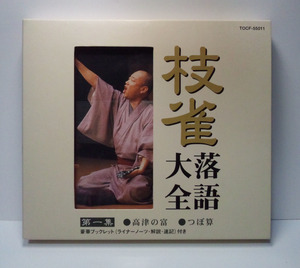 TOCF-55011
枝雀
落語
大全
第一集 ●高津の富 ●つぼ算
豪華ブックレット(ライナーノーツ・解説・速記)付き